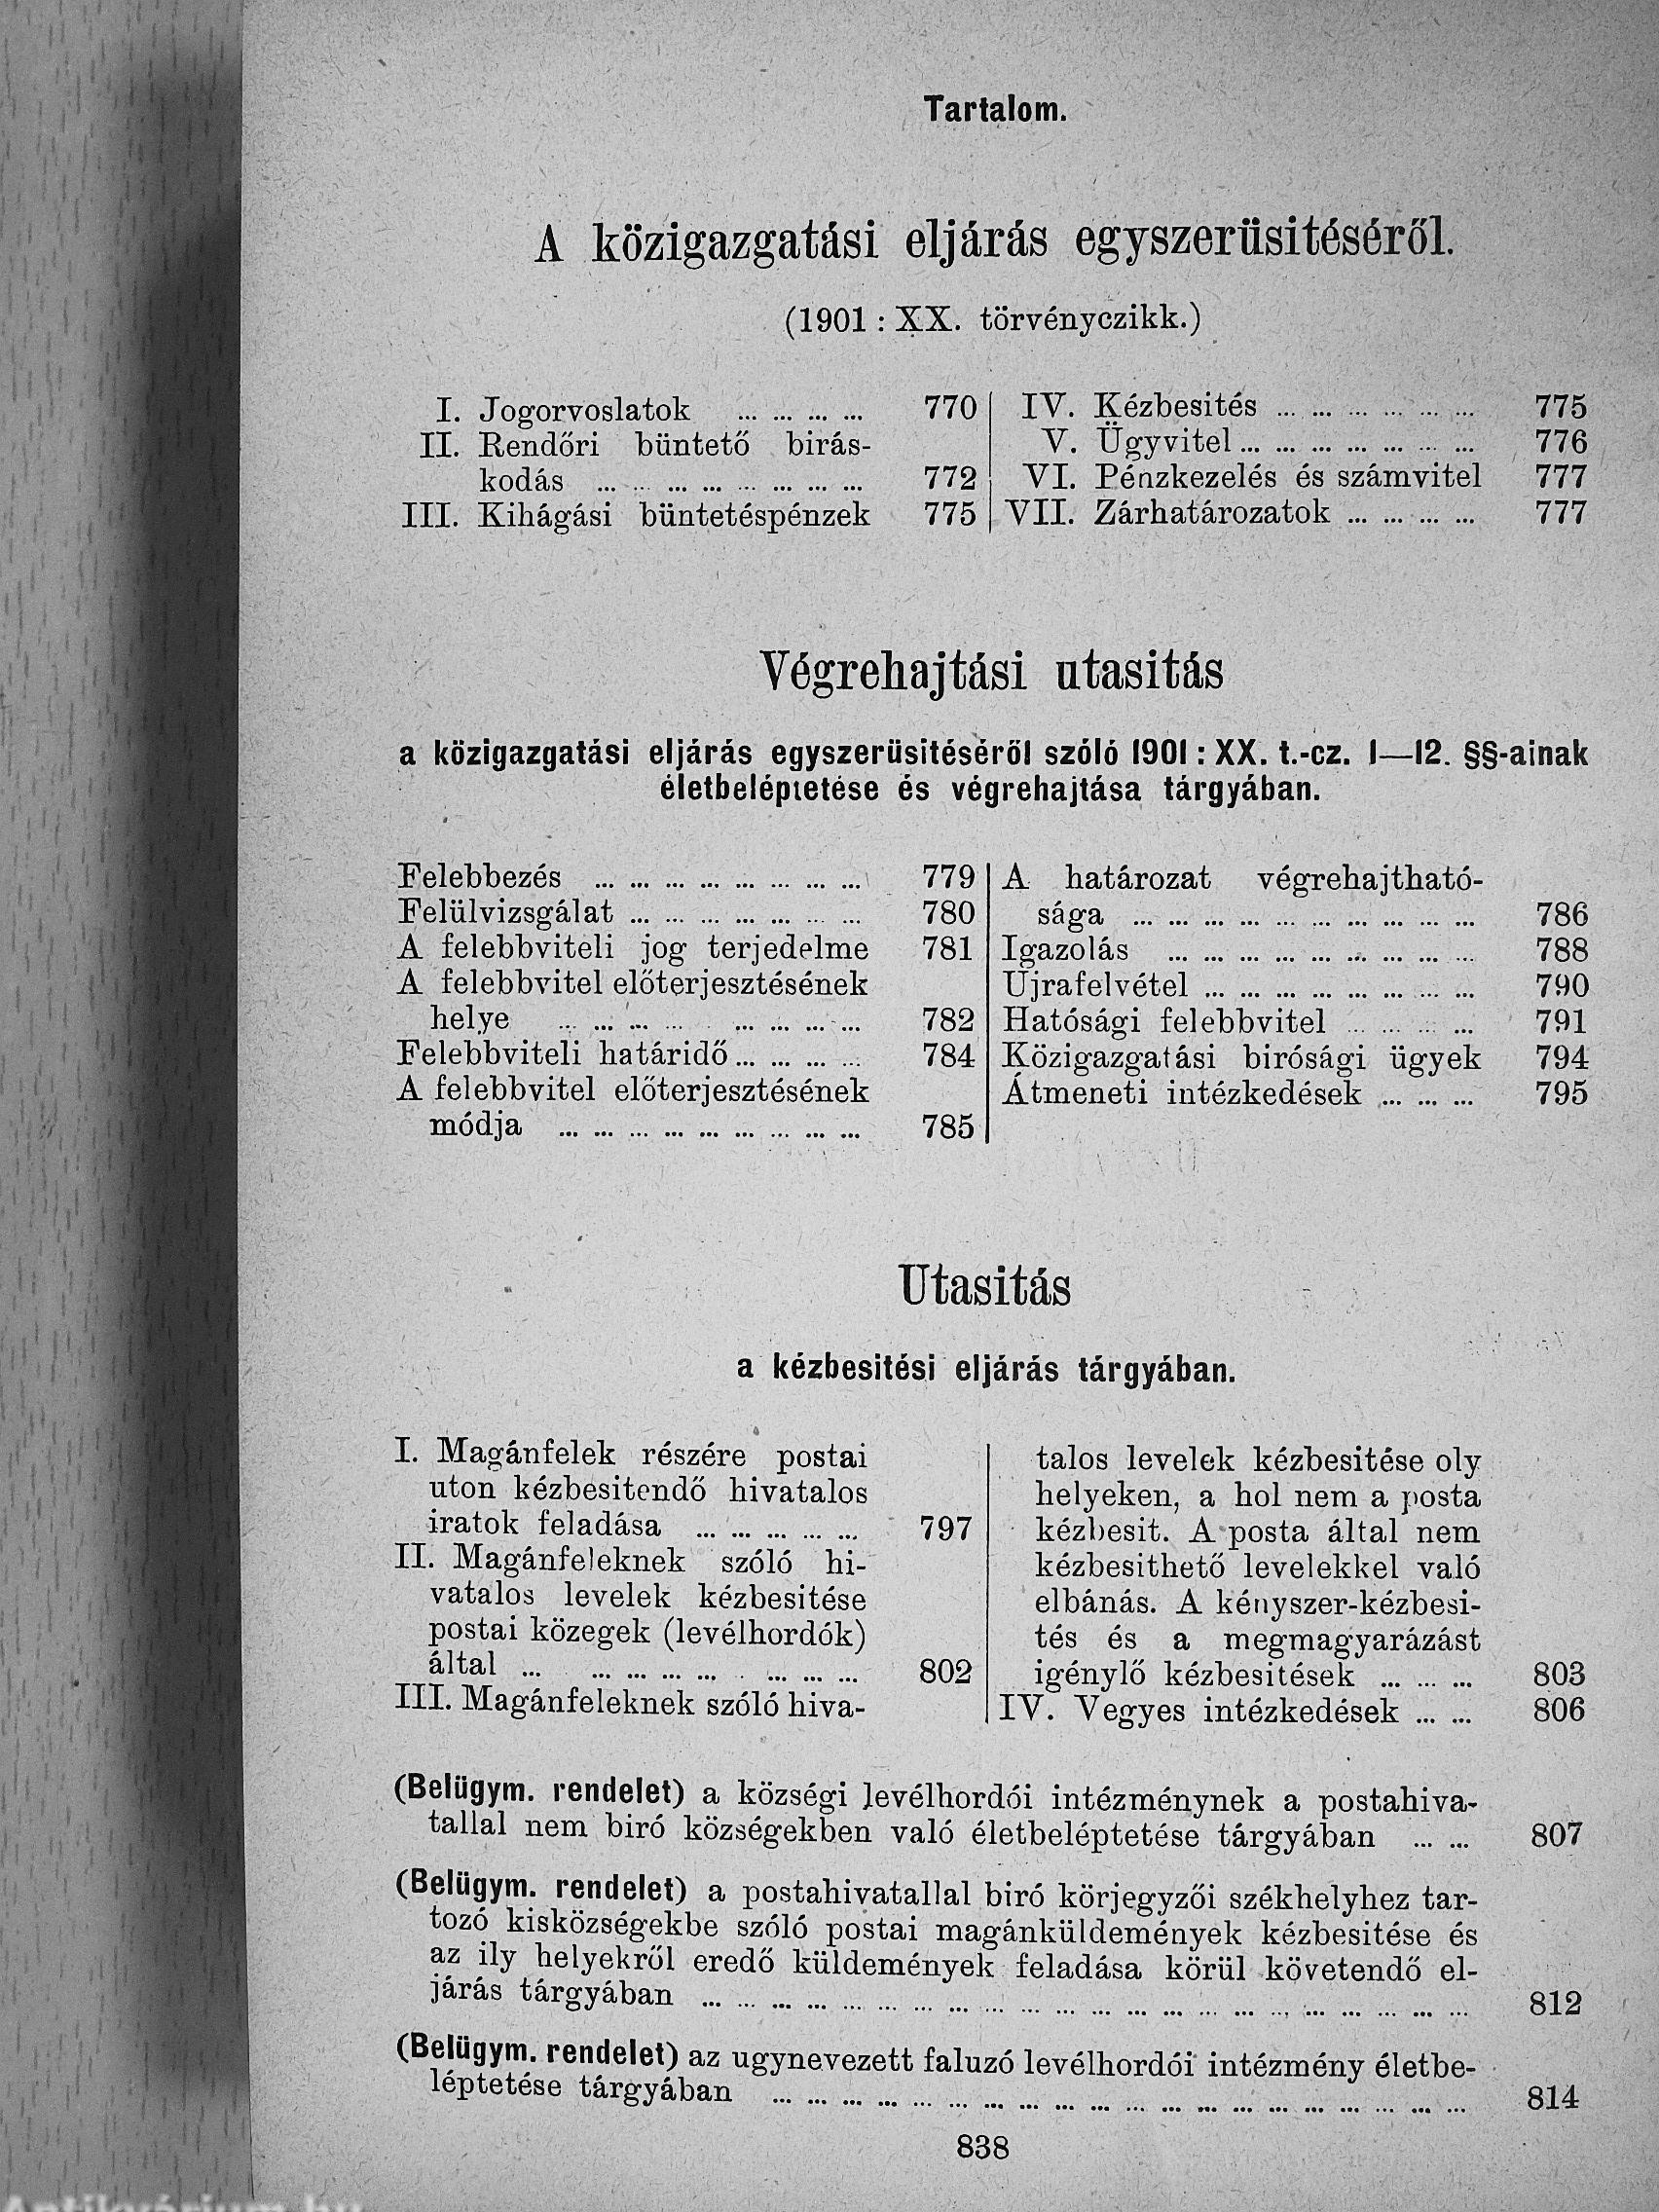 Tartalom.
A közigazgatási eljárás egyszerüsitéséről.
(1901 : XX. törvényczikk.)
I. Jogorvoslatok ... ... ... ... 770
II. Rendőri büntető birás-
kodás ... ... ... ... ... ... ... ... 772
III. Kihágási büntetéspénzek 775
IV. Kézbesités ... ... ... ... ... ... 775
V. Ügyvitel ... ... ... ... ... ... ... 776
VI. Pénzkezelés és számvitel 777
VII. Zárhatározatok ... ... ... ... 777
Végrehajtási utasitás
a közigazgatási eljárás egyszerüsitéséről szóló 1901 : XX. t.-cz. 1—12. §§-ainak
életbeléptetése és végrehajtása tárgyában.
Felebbezés ... ... ... ... ... ... ... ... 779
Felülvizsgálat ... ... ... ... ... ... ... 780
A felebbviteli jog terjedelme 781
A felebbvitel előterjesztésének
helye ... ... ... ... ... ... ... ... 782
Felebbviteli határidő ... ... ... ... 784
A felebbvitel előterjesztésének
módja ... ... ... ... ... ... ... ... ... 785
A határozat végrehajtható-
sága ... ... ... ... ... ... ... ... ... ... 786
Igazolás ... ... ... ... ... ... ... ... ... 788
Ujrafelvétel ... ... ... ... ... ... ... ... 790
Hatósági felebbvitel ... ... ... ... 791
Közigazgatási birósági ügyek 794
Átmeneti intézkedések ... ... ... 795
Utasitás
a kézbesitési eljárás tárgyában.
I. Magánfelek részére postai
uton kézbesitendő hivatalos
iratok feladása ... ... ... ... ... 797
II. Magánfeleknek szóló hi-
vatalos levelek kézbesitése
postai közegek (levélhordók)
által ... ... ... ... ... ... ... ... 802
III. Magánfeleknek szóló hiva-
talos levelek kézbesitése oly
helyeken, a hol nem a posta
kézbesit. A posta által nem
kézbesithető levelekkel való
elbánás. A kényszer-kézbesi-
tés és a megmagyarázást
igénylő kézbesitések ... ... ... 803
IV. Vegyes intézkedések ... ... 806
(Belügym. rendelet) a községi levélhordói intézménynek a postahiva-
tallal nem biró községekben való életbeléptetése tárgyában ... ... 807
(Belügym. rendelet) a postahivatallal biró körjegyzői székhelyhez tar-
tozó kisközségekbe szóló postai magánküldemények kézbesitése és
az ily helyekről eredő küldemények feladása körül követendő el-
járás tárgyában ... ... ... ... ... ... ... ... ... ... ... ... ... ... ... ... ... ... ... ... ... ... 812
(Belügym. rendelet) az ugynevezett faluzó levélhordói intézmény életbe-
léptetése tárgyában ... ... ... ... ... ... ... ... ... ... ... ... ... ... ... ... ... ... ... ... 814
838
Antikvárium.hu